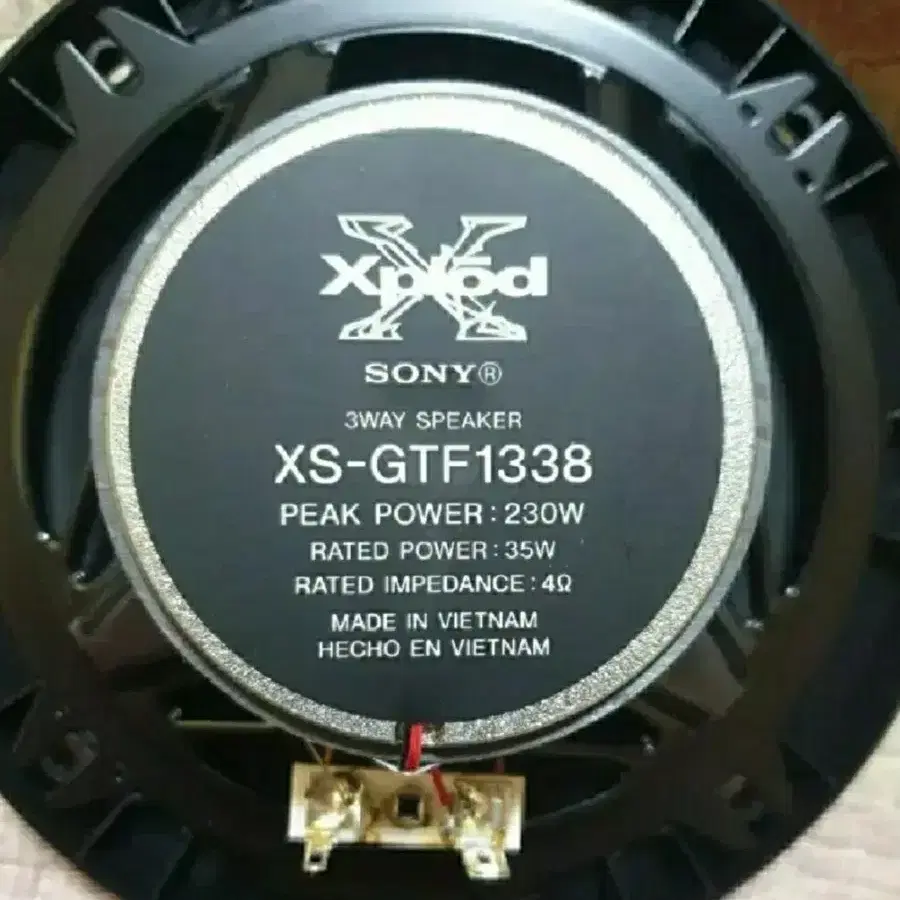 Xplōd
SONY®
3WAY SPEAKER
XS-GTF1338
PEAK POWER : 230W
RATED POWER : 35W
RATED IMPEDANCE : 4Ω
MADE IN VIETNAM
HECHO EN VIETNAM